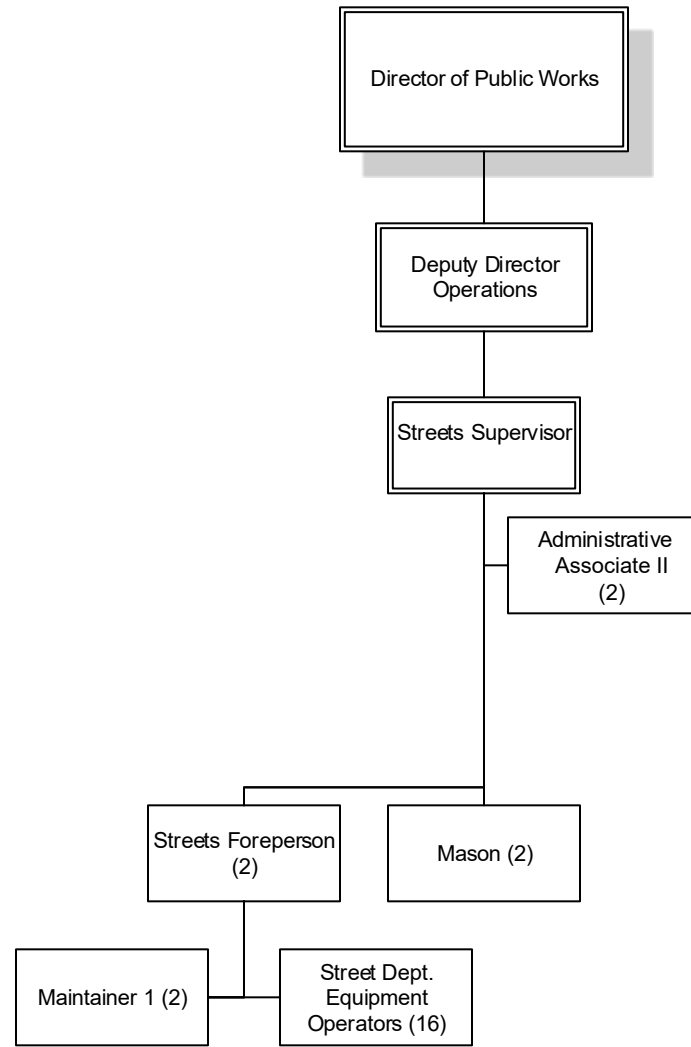 Director of Public Works
Deputy Director
Operations
Streets Supervisor
Administrative
Associate II
(2)
Streets Foreperson
(2)
Mason (2)
Maintainer 1 (2)
Street Dept.
Equipment
Operators (16)